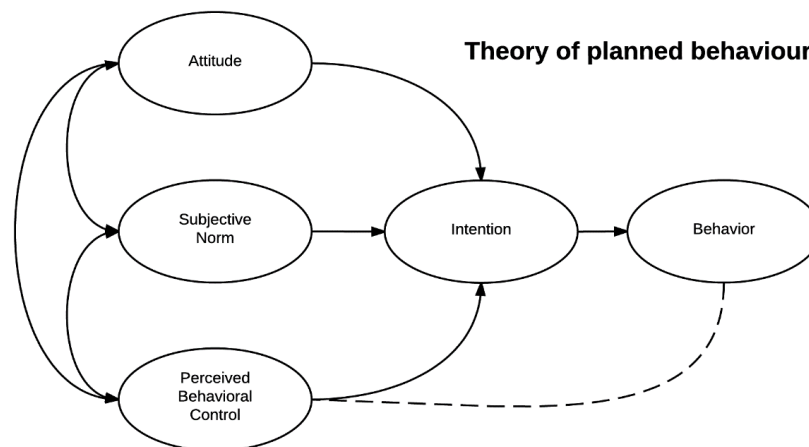 Attitude
Theory of planned behaviour
Subjective
Norm
Intention
Behavior
Perceived
Behavioral
Control